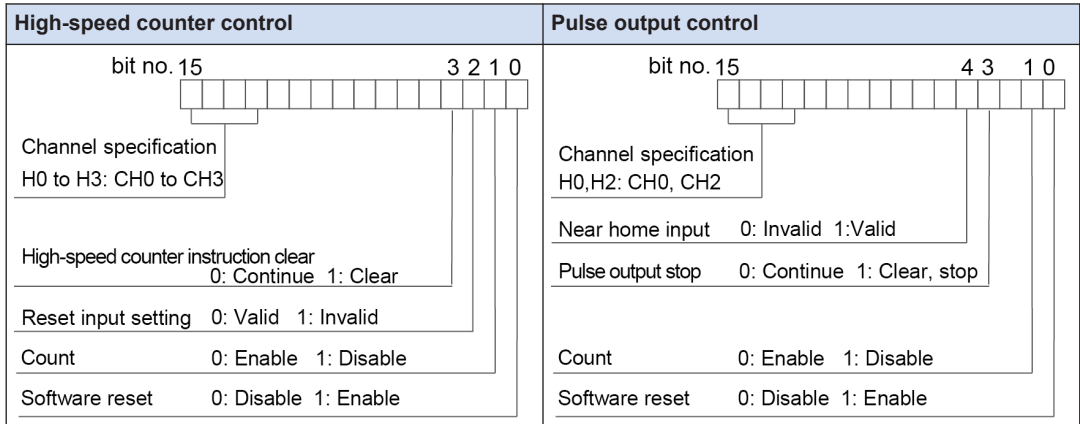 High-speed counter control
bit no. 15 3 2 1 0
Channel specification
H0 to H3: CH0 to CH3
High-speed counter instruction clear
0: Continue 1: Clear
Reset input setting 0: Valid 1: Invalid
Count 0: Enable 1: Disable
Software reset 0: Disable 1: Enable
Pulse output control
bit no. 15 4 3 1 0
Channel specification
H0,H2: CH0, CH2
Near home input 0: Invalid 1:Valid
Pulse output stop 0: Continue 1: Clear, stop
Count 0: Enable 1: Disable
Software reset 0: Disable 1: Enable